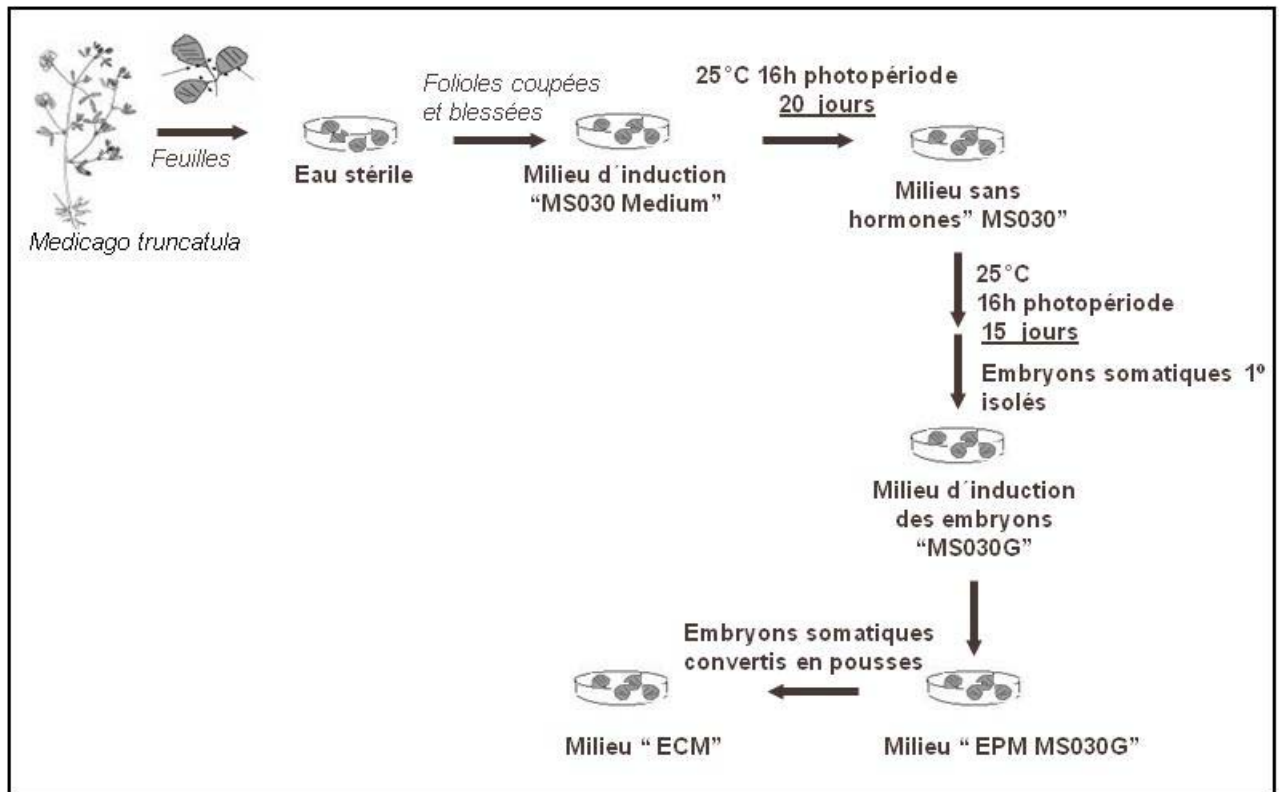 Medicago truncatula
Feuilles
Eau stérile
Folioles coupées
et blessées
Milieu d´induction
“MS030 Medium”
25°C 16h photopériode
20 jours
Milieu sans
hormones” MS030”
25°C
16h photopériode
15 jours
Embryons somatiques 1º
isolés
Milieu d´induction
des embryons
“MS030G”
Milieu “ EPM MS030G”
Embryons somatiques
convertis en pousses
Milieu “ ECM”